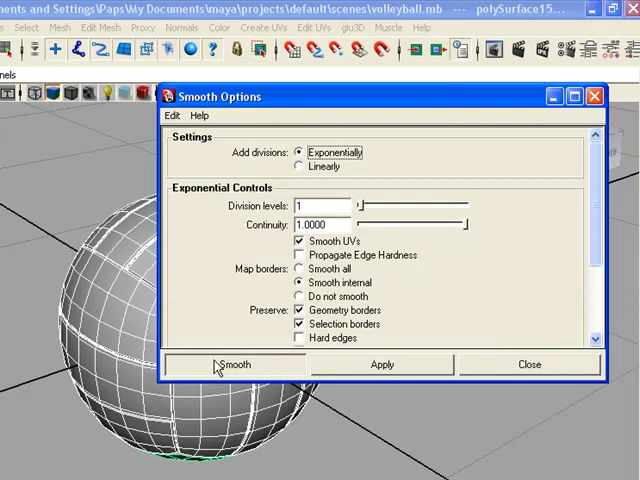 ments and Settings\Paps\My Documents\maya\projects\default\scenes\volleyball.mb --- polySurface15...
Select Mesh Edit Mesh Proxy Normals Color Create UVs Edit UVs glu3D Muscle Help
nels
Smooth Options
Edit Help
Settings
Add divisions: Exponentially
Linearly
Exponential Controls
Division levels: 1
Continuity: 1.0000
Smooth UVs
Propagate Edge Hardness
Map borders: Smooth all
Smooth internal
Do not smooth
Preserve: Geometry borders
Selection borders
Hard edges
Smooth Apply Close